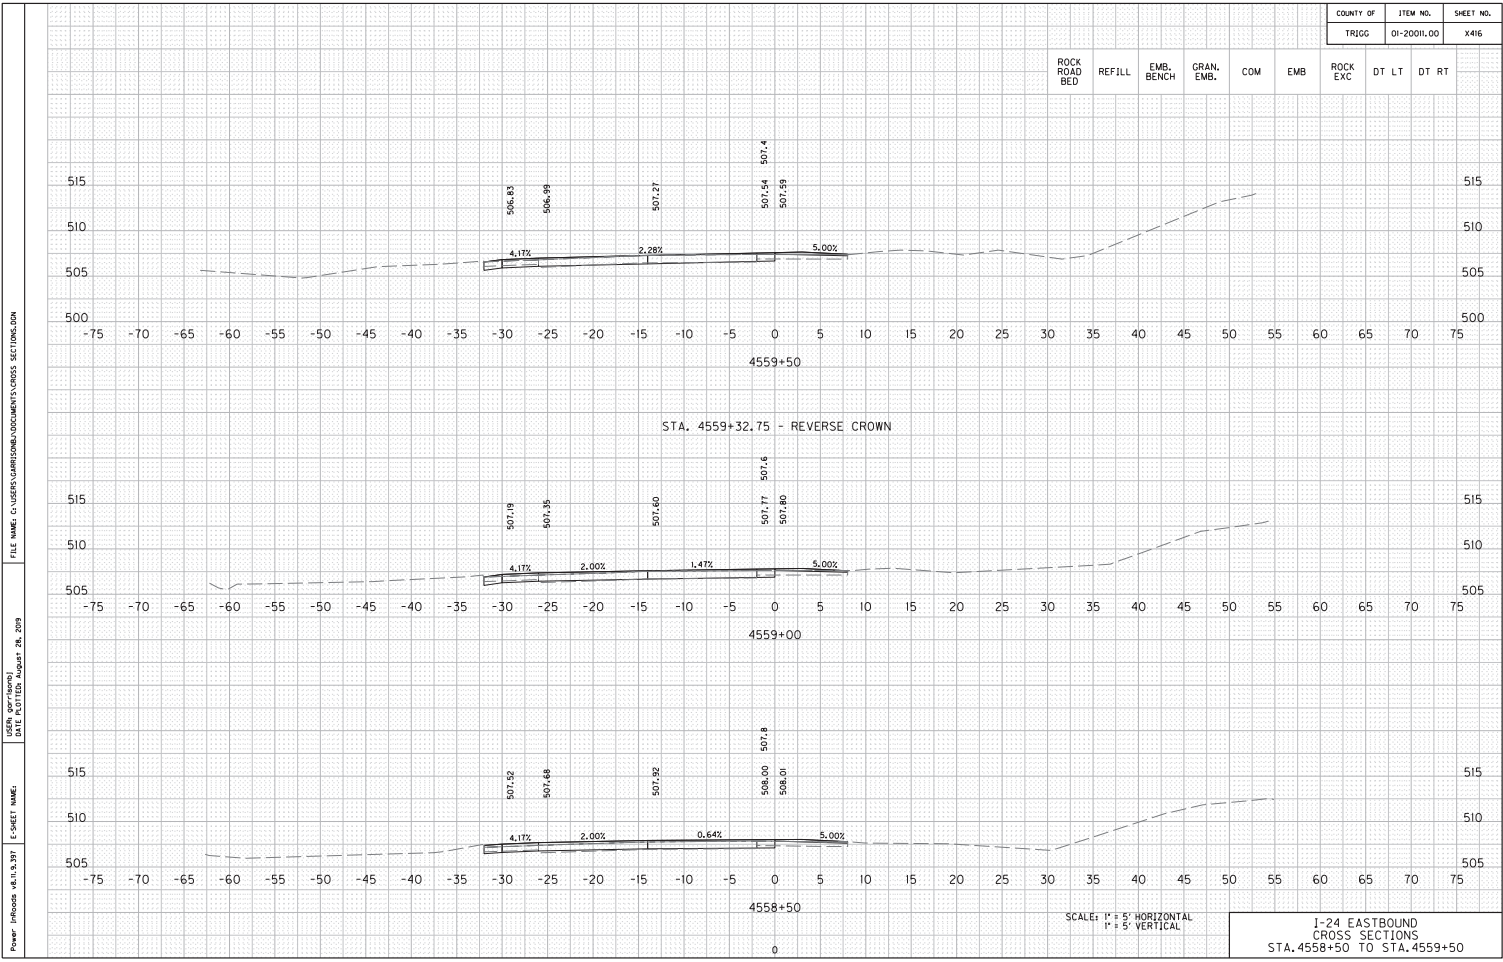 COUNTY OF ITEM NO. SHEET NO.
TRIGG 01-20011.00 X416
ROCK ROAD BED REFILL EMB. BENCH GRAN. EMB. COM EMB ROCK EXC DT LT DT RT
507.4
506.83 506.99 507.27 507.54 507.59
515 515
510 510
4.17% 2.28% 5.00%
505 505
500 500
-75 -70 -65 -60 -55 -50 -45 -40 -35 -30 -25 -20 -15 -10 -5 0 5 10 15 20 25 30 35 40 45 50 55 60 65 70 75
4559+50
STA. 4559+32.75 - REVERSE CROWN
507.6
507.19 507.35 507.60 507.77 507.80
515 515
510 510
4.17% 2.00% 1.47% 5.00%
505 505
-75 -70 -65 -60 -55 -50 -45 -40 -35 -30 -25 -20 -15 -10 -5 0 5 10 15 20 25 30 35 40 45 50 55 60 65 70 75
4559+00
507.8
507.52 507.68 507.92 508.00 508.01
515 515
510 510
4.17% 2.00% 0.64% 5.00%
505 505
-75 -70 -65 -60 -55 -50 -45 -40 -35 -30 -25 -20 -15 -10 -5 0 5 10 15 20 25 30 35 40 45 50 55 60 65 70 75
4558+50
0
SCALE: 1" = 5' HORIZONTAL
1" = 5' VERTICAL
I-24 EASTBOUND
CROSS SECTIONS
STA.4558+50 TO STA.4559+50
FILE NAME: C:\USERS\GARRISONBJ\DOCUMENTS\CROSS SECTIONS.DGN
USER: garrisonbj
DATE PLOTTED: August 28, 2019
E-SHEET NAME:
Power InRoads v8.11.9.397